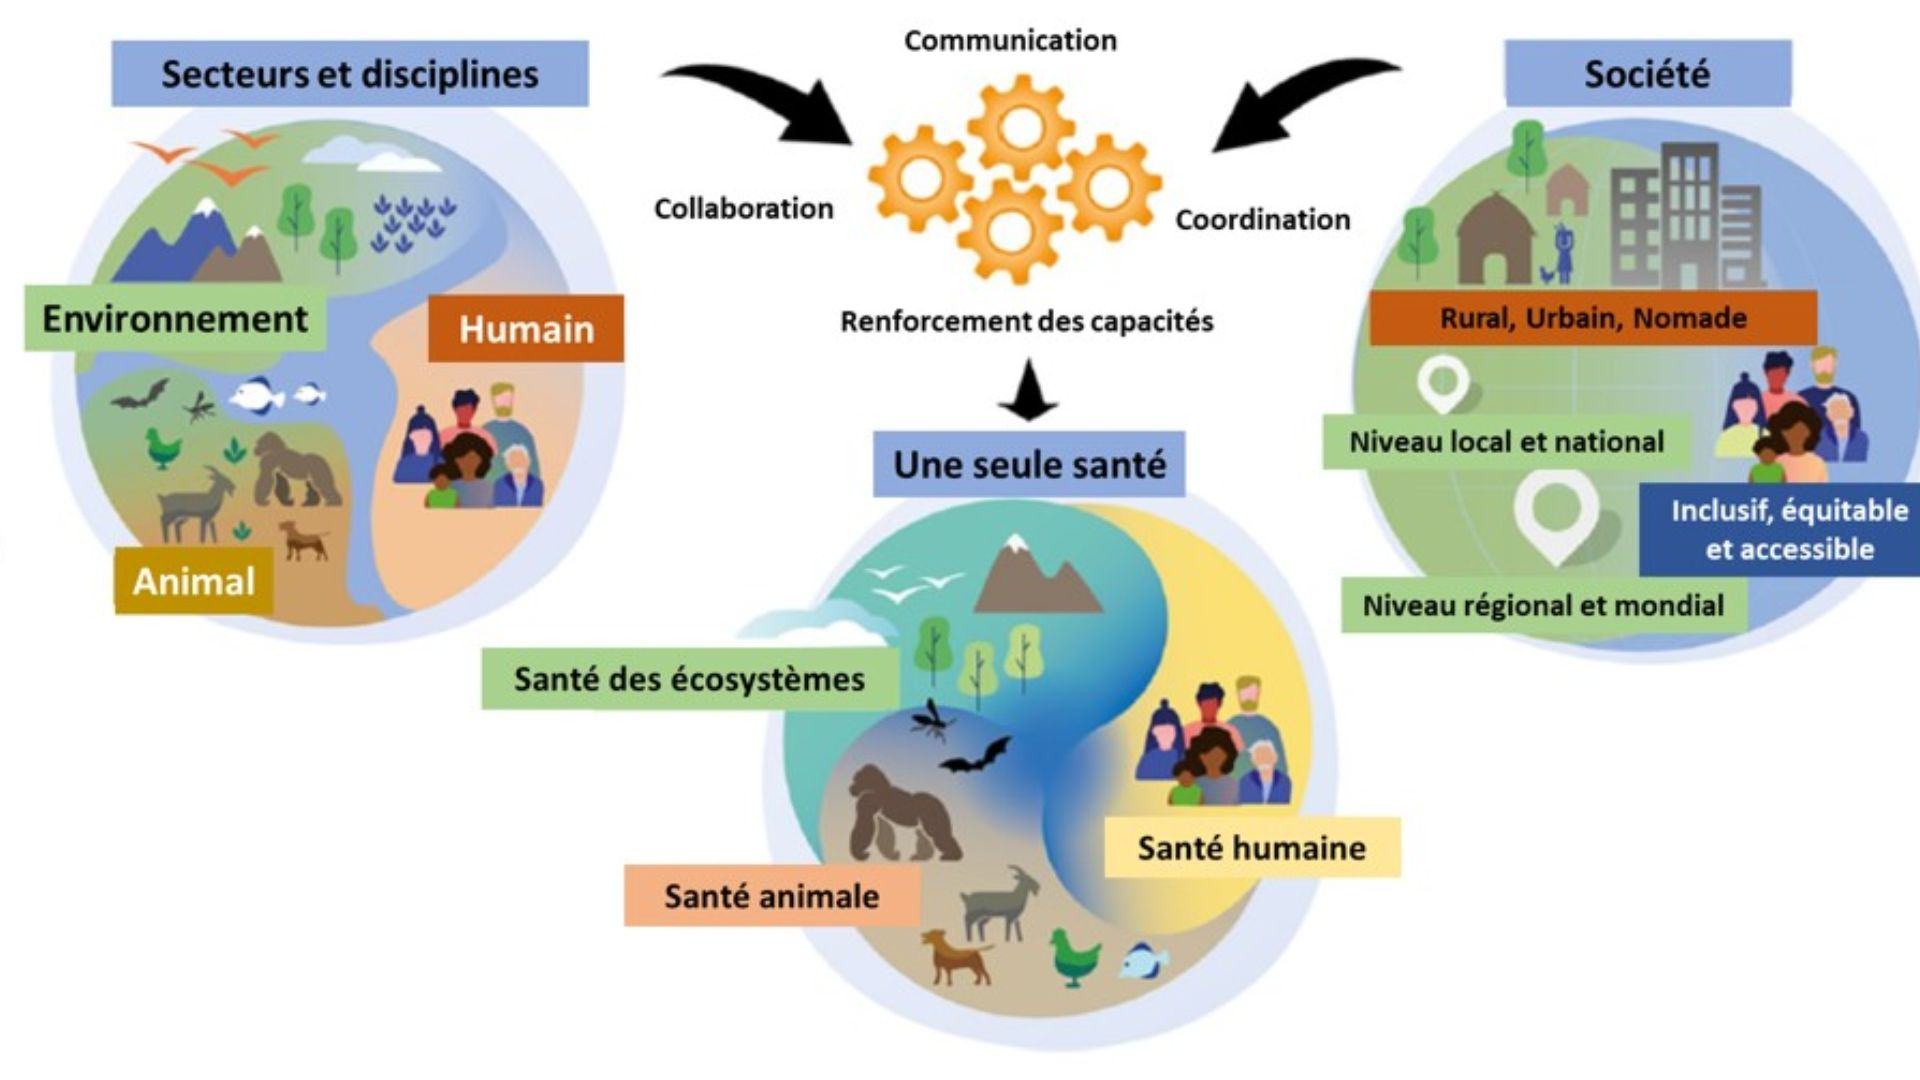 Secteurs et disciplines
Environnement
Humain
Animal
Communication
Collaboration
Coordination
Renforcement des capacités
Société
Rural, Urbain, Nomade
Niveau local et national
Inclusif, équitable
et accessible
Niveau régional et mondial
Une seule santé
Santé des écosystèmes
Santé humaine
Santé animale